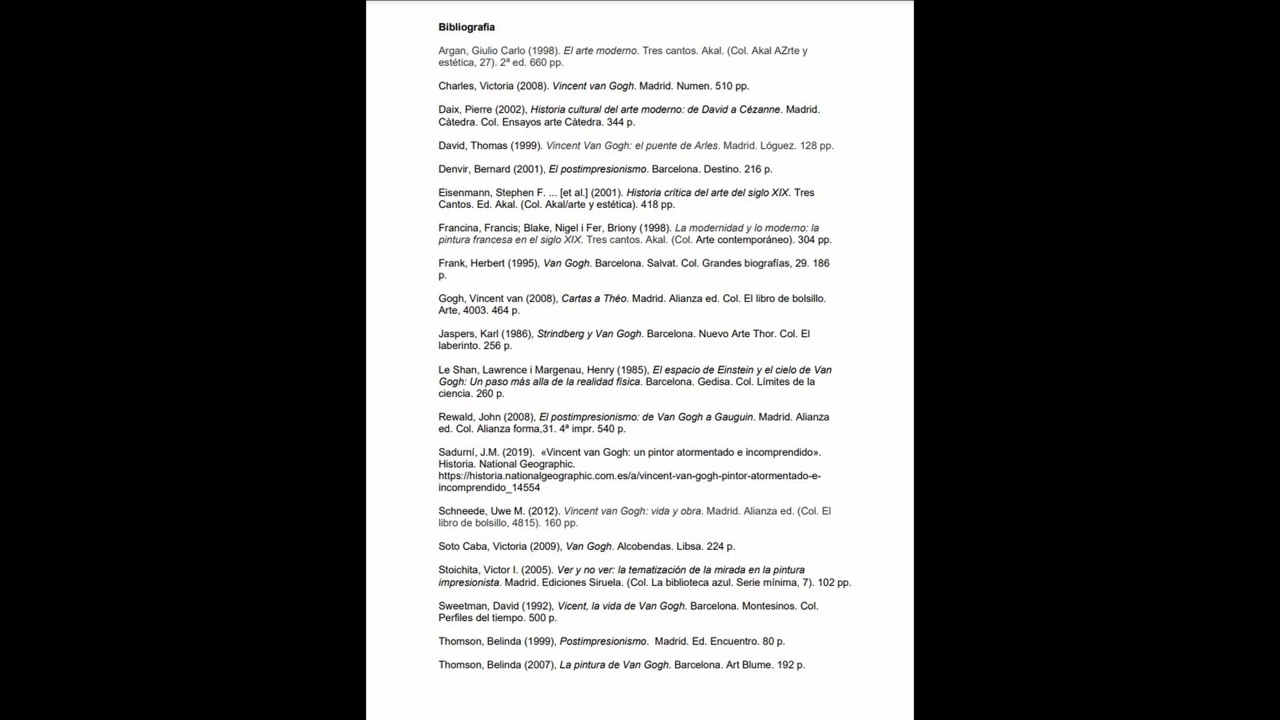 Bibliografia
Argan, Giulio Carlo (1998). El arte moderno. Tres cantos. Akal. (Col. Akal AZrte y
estética, 27). 2ª ed. 660 pp.
Charles, Victoria (2008). Vincent van Gogh. Madrid. Numen. 510 pp.
Daix, Pierre (2002), Historia cultural del arte moderno: de David a Cézanne. Madrid.
Càtedra. Col. Ensayos arte Càtedra. 344 p.
David, Thomas (1999). Vincent Van Gogh: el puente de Arles. Madrid. Lóguez. 128 pp.
Denvir, Bernard (2001), El postimpresionismo. Barcelona. Destino. 216 p.
Eisenmann, Stephen F. ... [et al.] (2001). Historia crítica del arte del siglo XIX. Tres
Cantos. Ed. Akal. (Col. Akal/arte y estética). 418 pp.
Francina, Francis; Blake, Nigel i Fer, Briony (1998). La modernidad y lo moderno: la
pintura francesa en el siglo XIX. Tres cantos. Akal. (Col. Arte contemporáneo). 304 pp.
Frank, Herbert (1995), Van Gogh. Barcelona. Salvat. Col. Grandes biografías, 29. 186
p.
Gogh, Vincent van (2008), Cartas a Théo. Madrid. Alianza ed. Col. El libro de bolsillo.
Arte, 4003. 464 p.
Jaspers, Karl (1986), Strindberg y Van Gogh. Barcelona. Nuevo Arte Thor. Col. El
laberinto. 256 p.
Le Shan, Lawrence i Margenau, Henry (1985), El espacio de Einstein y el cielo de Van
Gogh: Un paso más alla de la realidad física. Barcelona. Gedisa. Col. Límites de la
ciencia. 260 p.
Rewald, John (2008), El postimpresionismo: de Van Gogh a Gauguin. Madrid. Alianza
ed. Col. Alianza forma,31. 4ª impr. 540 p.
Sadurní, J.M. (2019). «Vincent van Gogh: un pintor atormentado e incomprendido».
Historia. National Geographic.
https://historia.nationalgeographic.com.es/a/vincent-van-gogh-pintor-atormentado-e-
incomprendido_14554
Schneede, Uwe M. (2012). Vincent van Gogh: vida y obra. Madrid. Alianza ed. (Col. El
libro de bolsillo, 4815). 160 pp.
Soto Caba, Victoria (2009), Van Gogh. Alcobendas. Libsa. 224 p.
Stoichita, Victor I. (2005). Ver y no ver: la tematización de la mirada en la pintura
impresionista. Madrid. Ediciones Siruela. (Col. La biblioteca azul. Serie mínima, 7). 102 pp.
Sweetman, David (1992), Vicent, la vida de Van Gogh. Barcelona. Montesinos. Col.
Perfiles del tiempo. 500 p.
Thomson, Belinda (1999), Postimpresionismo. Madrid. Ed. Encuentro. 80 p.
Thomson, Belinda (2007), La pintura de Van Gogh. Barcelona. Art Blume. 192 p.